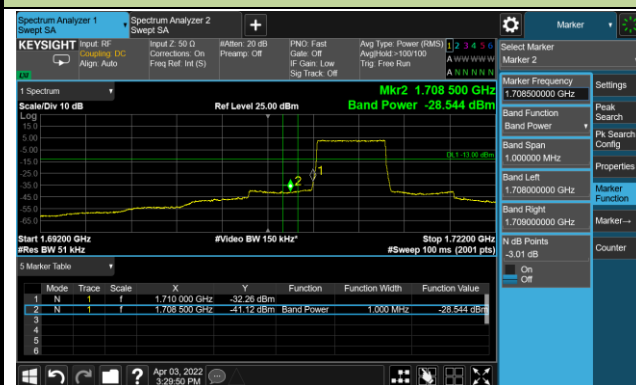 Spectrum Analyzer 1
Swept SA
Spectrum Analyzer 2
Swept SA
+
Marker
KEYSIGHT
Input: RF
Coupling: DC
Align: Auto
Input Z: 50 Ω
Corrections: On
Freq Ref: Int (S)
#Atten: 20 dB
Preamp: Off
PNO: Fast
Gate: Off
IF Gain: Low
Sig Track: Off
Avg Type: Power (RMS)
Avg|Hold:>100/100
Trig: Free Run
1 2 3 4 5 6
A W W W W W
A N N N N N
Select Marker
Marker 2
1 Spectrum
Scale/Div 10 dB
Ref Level 25.00 dBm
Mkr2 1.708 500 GHz
Band Power -28.544 dBm
Log
15.0
5.00
-5.00
-15.0
-25.0
-35.0
-45.0
-55.0
-65.0
DL1 -13.00 dBm
2
1
Start 1.69200 GHz
#Res BW 51 kHz
#Video BW 150 kHz*
Stop 1.72200 GHz
#Sweep 100 ms (2001 pts)
Marker Frequency
1.708500000 GHz
Band Function
Band Power
Band Span
1.000000 MHz
Band Left
1.708000000 GHz
Band Right
1.709000000 GHz
N dB Points
-3.01 dB
On
Off
Settings
Peak
Search
Pk Search
Config
Properties
Marker
Function
Marker→
Counter
5 Marker Table
Mode Trace Scale X Y Function Function Width Function Value
1 N 1 f 1.710 000 GHz -32.26 dBm
2 N 1 f 1.708 500 GHz -41.12 dBm Band Power 1.000 MHz -28.544 dBm
3
4
5
6
?
Apr 03, 2022
3:29:50 PM